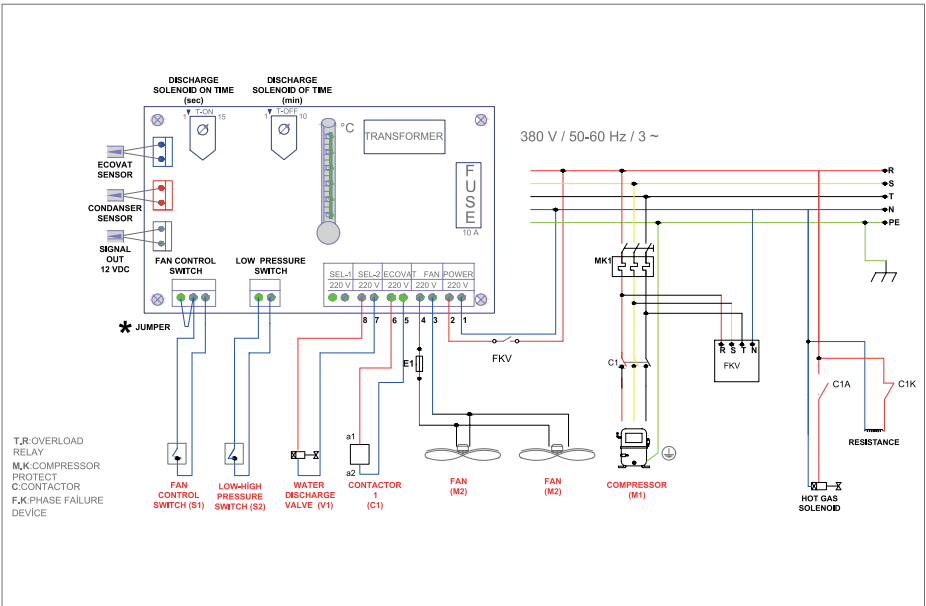 DISCHARGE
SOLENOID ON TIME
(sec)
T-ON
1 15
DISCHARGE
SOLENOID OF TIME
(min)
T-OFF
1 10
°C
TRANSFORMER
FUSE
10 A
380 V / 50-60 Hz / 3 ~
ECOVAT
SENSOR
CONDANSER
SENSOR
SIGNAL
OUT
12 VDC
FAN CONTROL
SWITCH
LOW PRESSURE
SWITCH
SEL-1 SEL-2 ECOVAT FAN POWER
220 V 220 V 220 V 220 V 220 V
8 7 6 5 4 3 2 1
* JUMPER
E1
FKV
R
S
T
N
PE
MK1
C1
R S T N
FKV
C1A
C1K
RESISTANCE
HOT GAS
SOLENOID
a1
a2
T.R:OVERLOAD
RELAY
M.K:COMPRESSOR
PROTECT
C:CONTACTOR
F.K:PHASE FAİLURE
DEVİCE
FAN
CONTROL
SWITCH (S1)
LOW-HİGH
PRESSURE
SWITCH (S2)
WATER
DISCHARGE
VALVE (V1)
CONTACTOR
1
(C1)
FAN
(M2)
FAN
(M2)
COMPRESSOR
(M1)